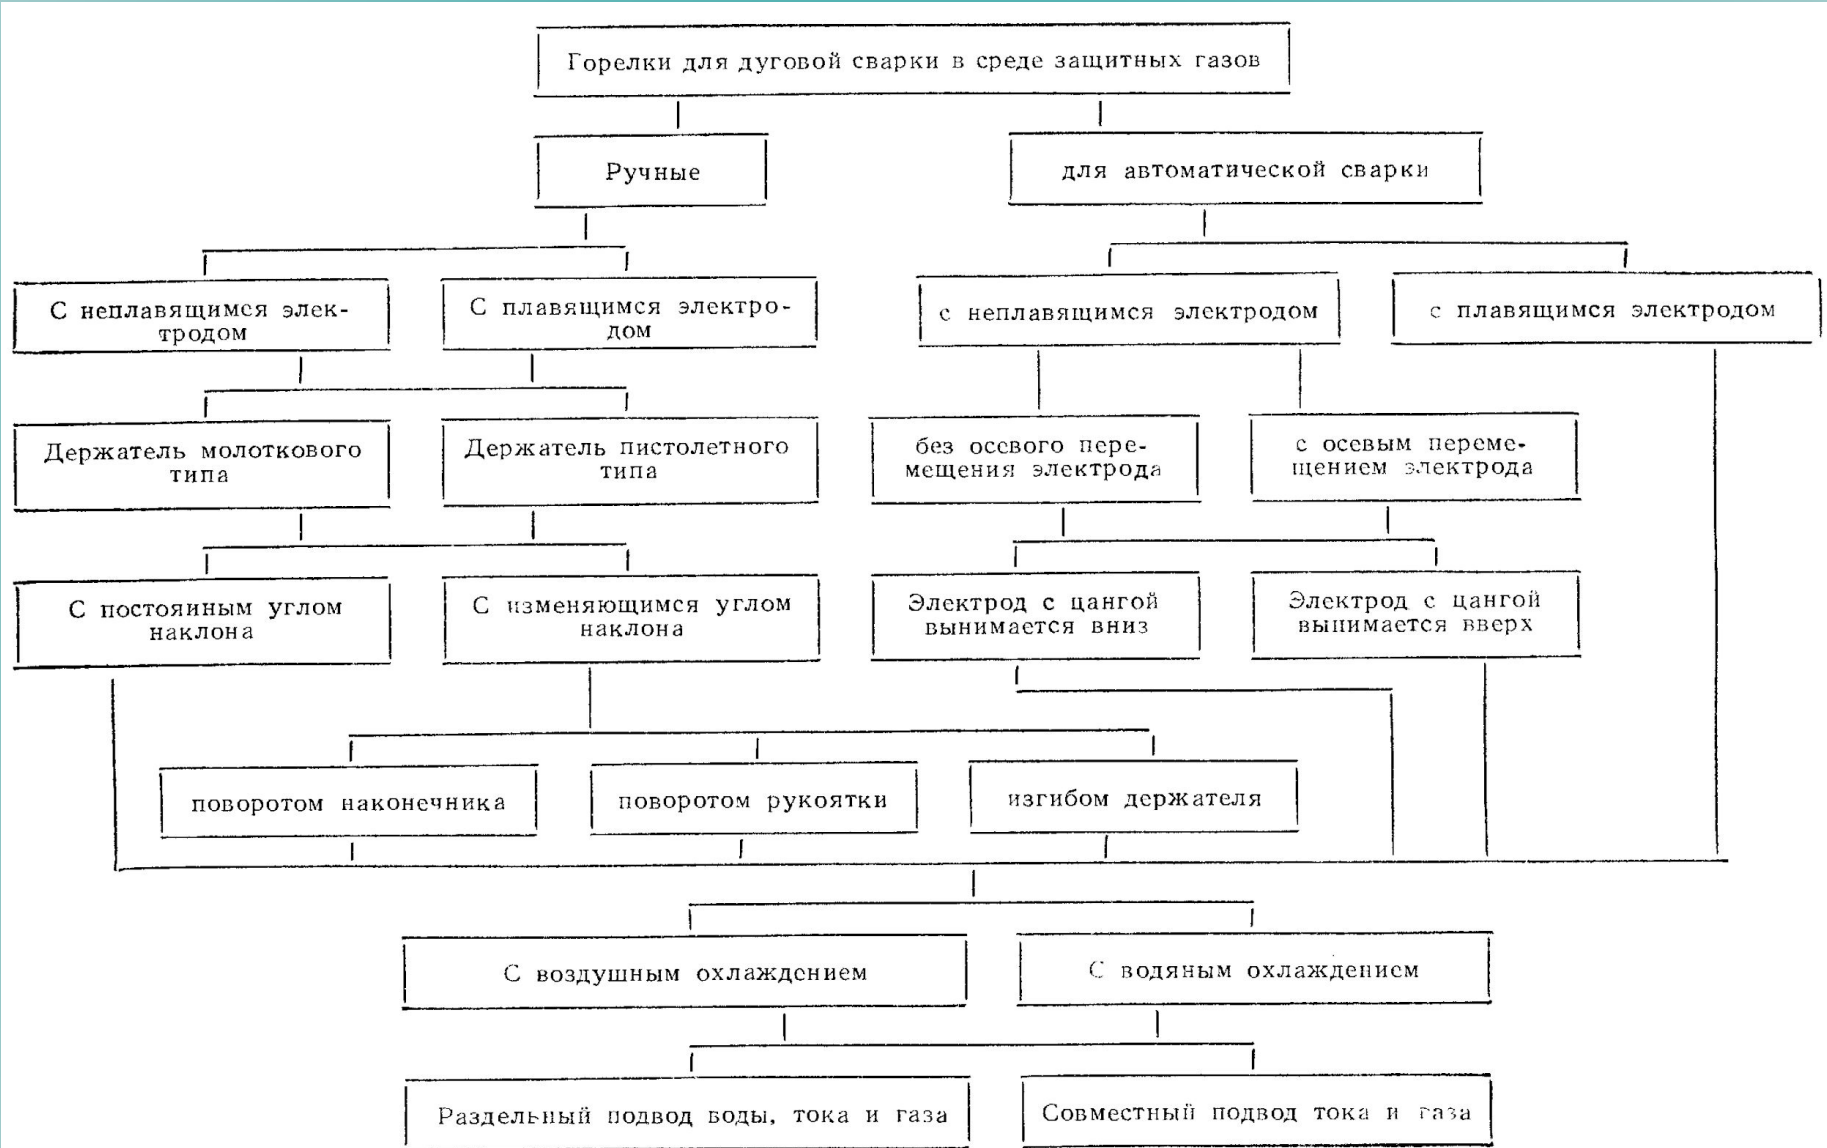 Горелки для дуговой сварки в среде защитных газов
Ручные
для автоматической сварки
С неплавящимся элек-
тродом
С плавящимся электро-
дом
с неплавящимся электродом
с плавящимся электродом
Держатель молоткового
типа
Держатель пистолетного
типа
без осевого пере-
мещения электрода
с осевым переме-
щением электрода
С постоянным углом
наклона
С изменяющимся углом
наклона
Электрод с цангой
вынимается вниз
Электрод с цангой
вынимается вверх
поворотом наконечника
поворотом рукоятки
изгибом держателя
С воздушным охлаждением
С водяным охлаждением
Раздельный подвод воды, тока и газа
Совместный подвод тока и газа